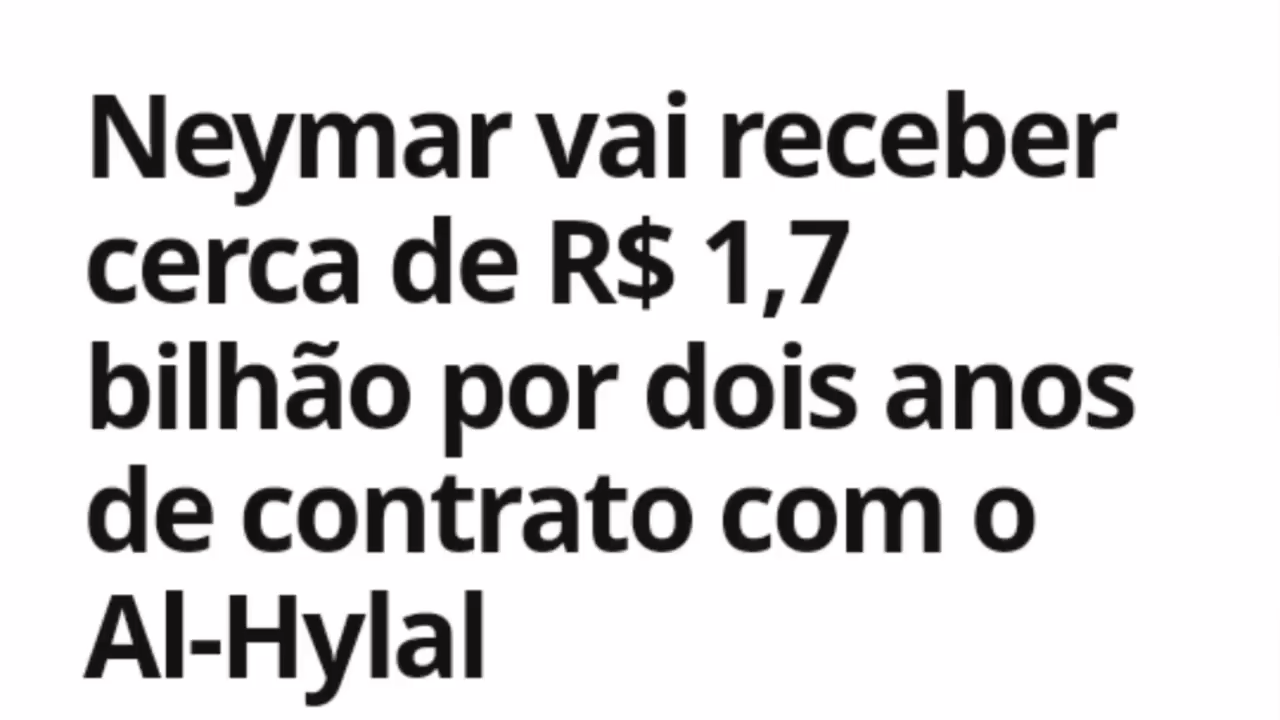 Neymar vai receber
cerca de R$ 1,7
bilhão por dois anos
de contrato com o
Al-Hylal